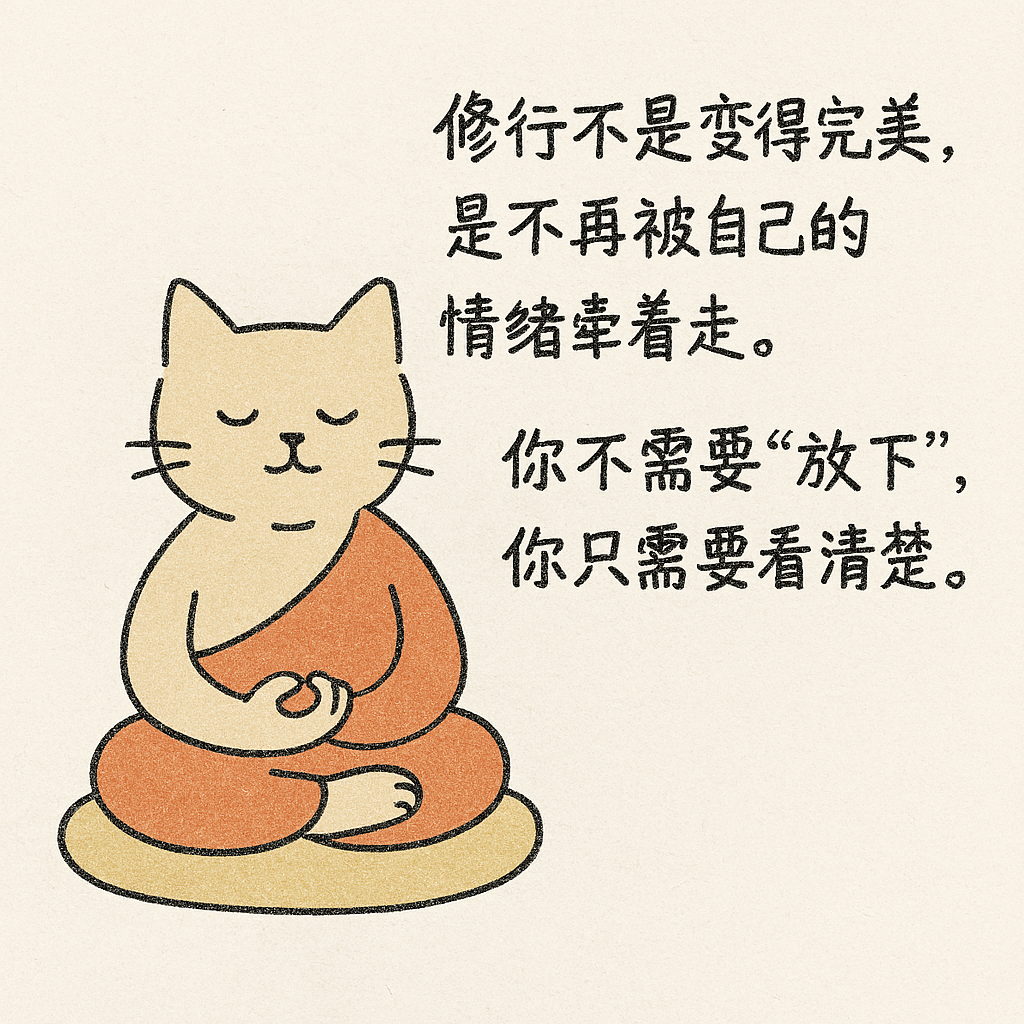 修行不是变得完美，
是不再被自己的
情绪牵着走。
你不需要“放下”，
你只需要看清楚。